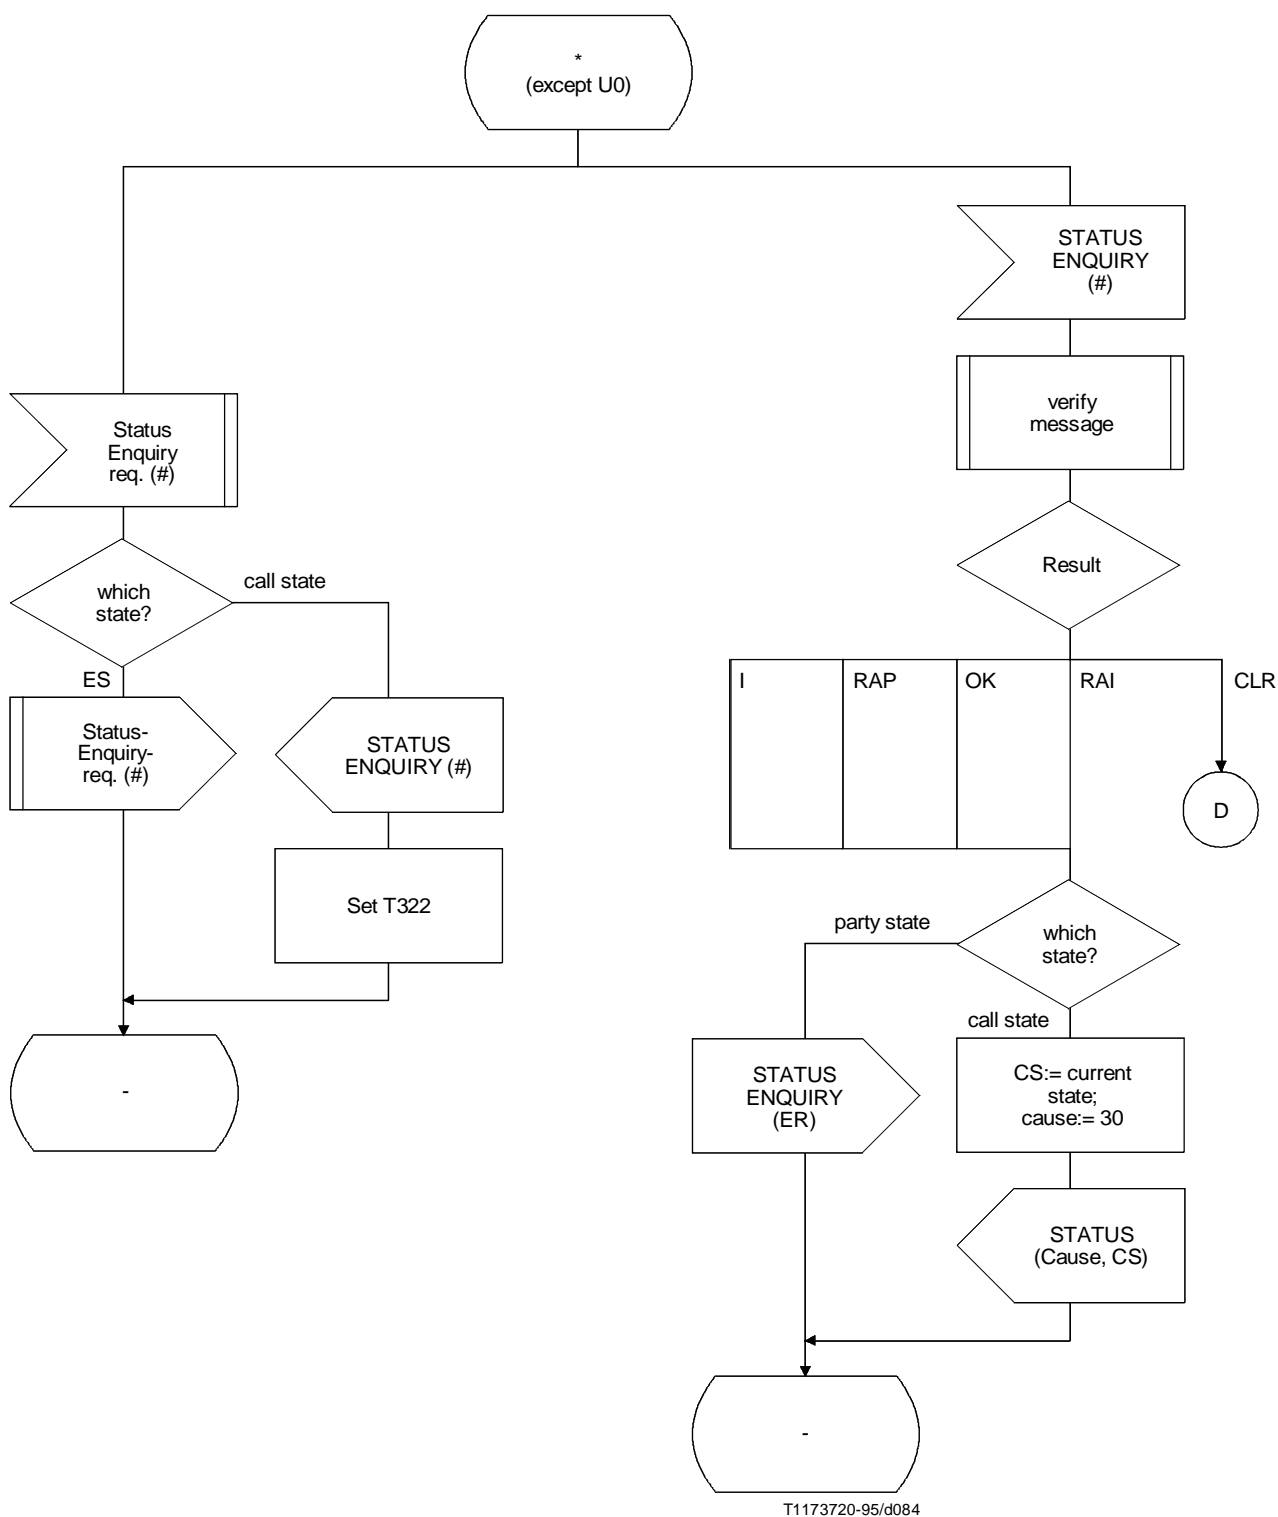 *
(except U0)
STATUS
ENQUIRY
(#)
verify
message
Status
Enquiry
req. (#)
Result
which
state?
call state
ES
I
RAP
OK
RAI
CLR
Status-
Enquiry-
req. (#)
STATUS
ENQUIRY (#)
D
Set T322
party state
which
state?
call state
-
STATUS
ENQUIRY
(ER)
CS:= current
state;
cause:= 30
STATUS
(Cause, CS)
-
T1173720-95/d084